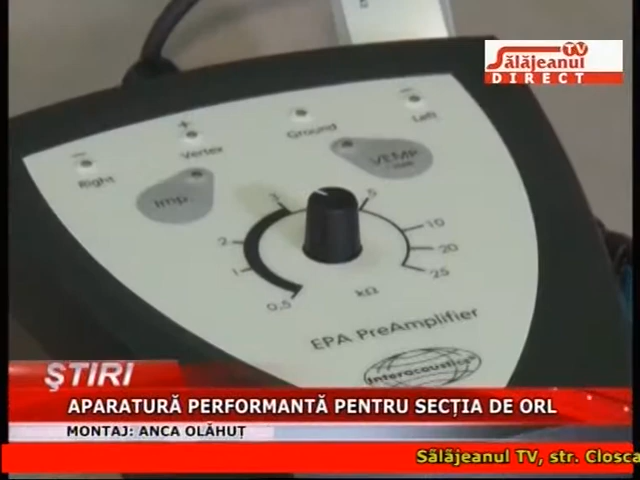 Sălăjeanul TV
DIRECT
Right
Vertex
Ground
Left
Imp.
VEMP
0,5
1
2
3
5
10
20
25
kΩ
EPA PreAmplifier
Interacoustics
ŞTIRI
APARATURĂ PERFORMANTĂ PENTRU SECŢIA DE ORL
MONTAJ: ANCA OLĂHUŢ
Sălăjeanul TV, str. Closca